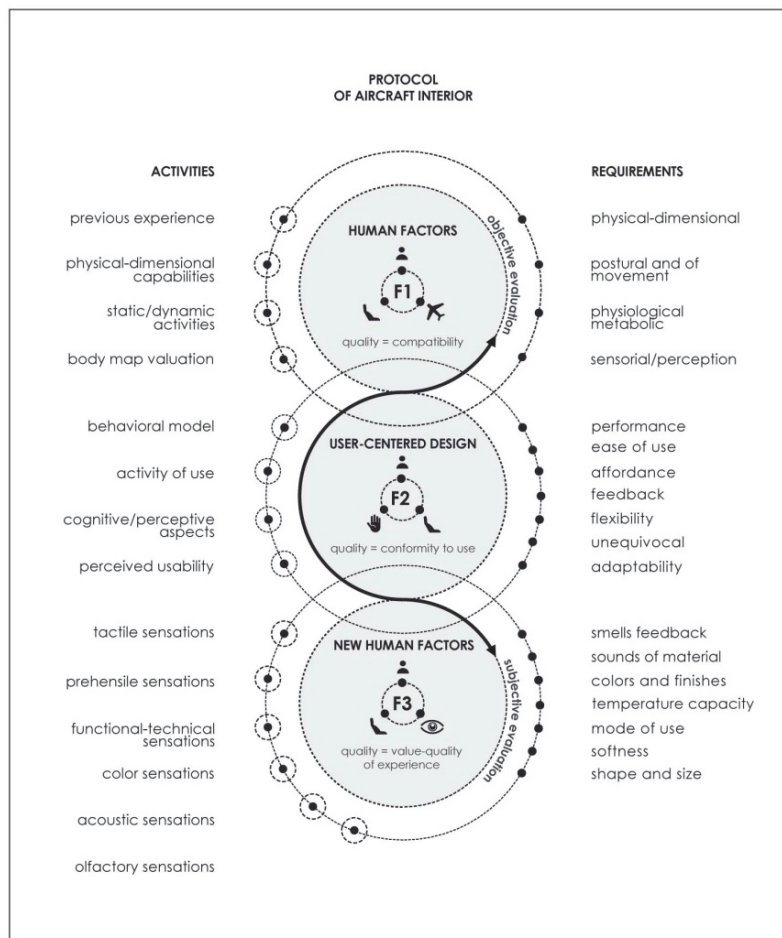 PROTOCOL
OF AIRCRAFT INTERIOR
ACTIVITIES
REQUIREMENTS
previous experience
physical-dimensional
capabilities
static/dynamic
activities
body map valuation
HUMAN FACTORS
F1
quality = compatibility
objective evaluation
physical-dimensional
postural and of
movement
physiological
metabolic
sensorial/perception
behavioral model
activity of use
cognitive/perceptive
aspects
perceived usability
USER-CENTERED DESIGN
F2
quality = conformity to use
performance
ease of use
affordance
feedback
flexibility
unequivocal
adaptability
tactile sensations
prehensile sensations
functional-technical
sensations
color sensations
acoustic sensations
olfactory sensations
NEW HUMAN FACTORS
F3
quality = value-quality
of experience
subjective evaluation
smells feedback
sounds of material
colors and finishes
temperature capacity
mode of use
softness
shape and size